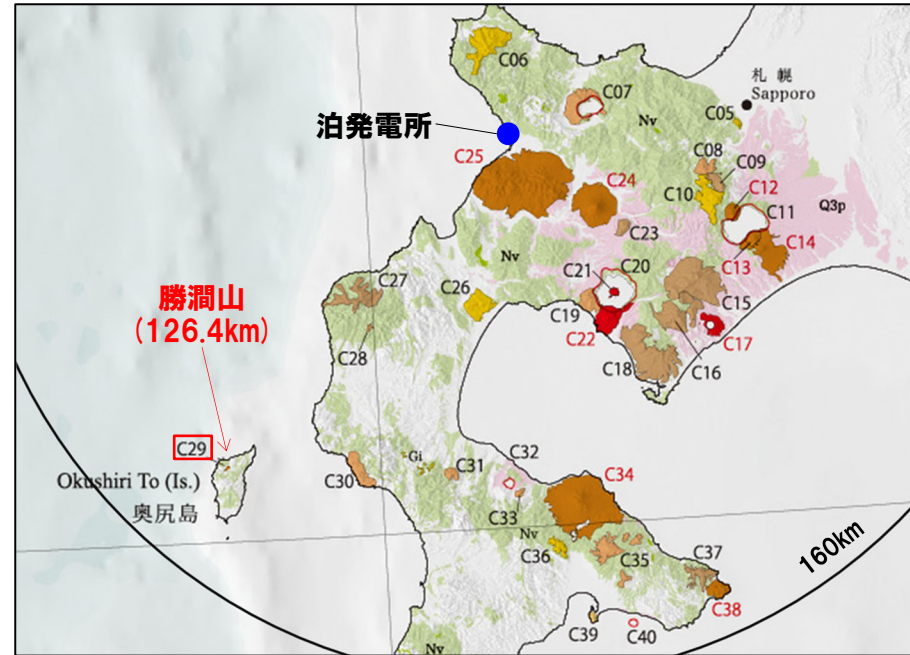 C06
札幌
Sapporo
C07
C05
Nv
泊発電所
C25
C08
C09
C24
C10
C12
C11
Q3p
C23
C14
C13
Nv
C21
C20
C27
C26
C15
勝澗山
(126.4km)
C19
C22
C17
C28
C18
C16
C29
Okushiri To (Is.)
奥尻島
Gi
C32
C31
C30
C34
C33
Nv
C36
C35
C37
160km
C38
C39
C40
Nv